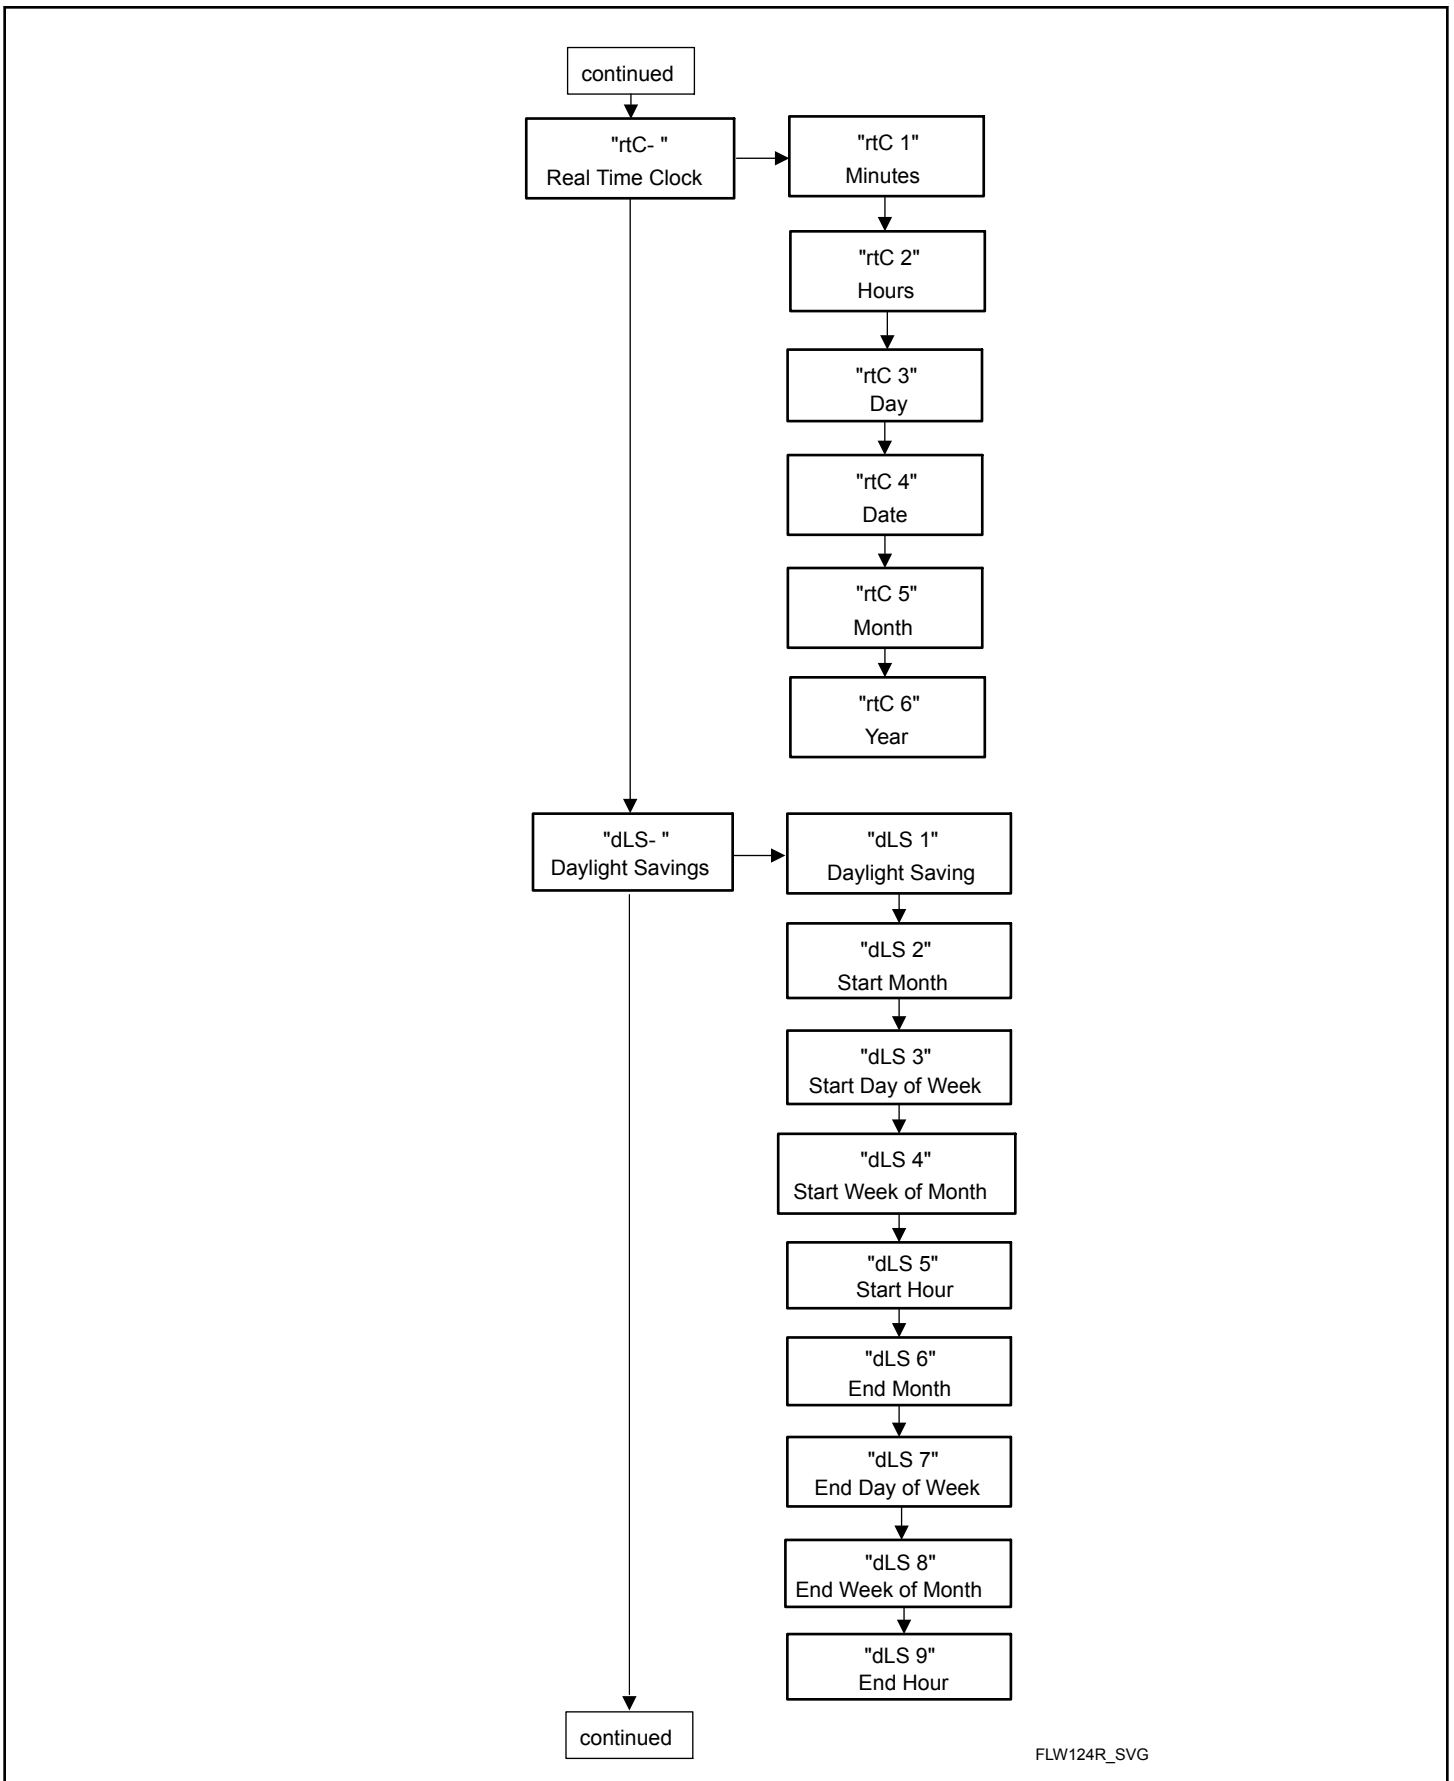 continued
"rtC- "
Real Time Clock
"rtC 1"
Minutes
"rtC 2"
Hours
"rtC 3"
Day
"rtC 4"
Date
"rtC 5"
Month
"rtC 6"
Year
"dLS- "
Daylight Savings
"dLS 1"
Daylight Saving
"dLS 2"
Start Month
"dLS 3"
Start Day of Week
"dLS 4"
Start Week of Month
"dLS 5"
Start Hour
"dLS 6"
End Month
"dLS 7"
End Day of Week
"dLS 8"
End Week of Month
"dLS 9"
End Hour
continued
FLW124R_SVG